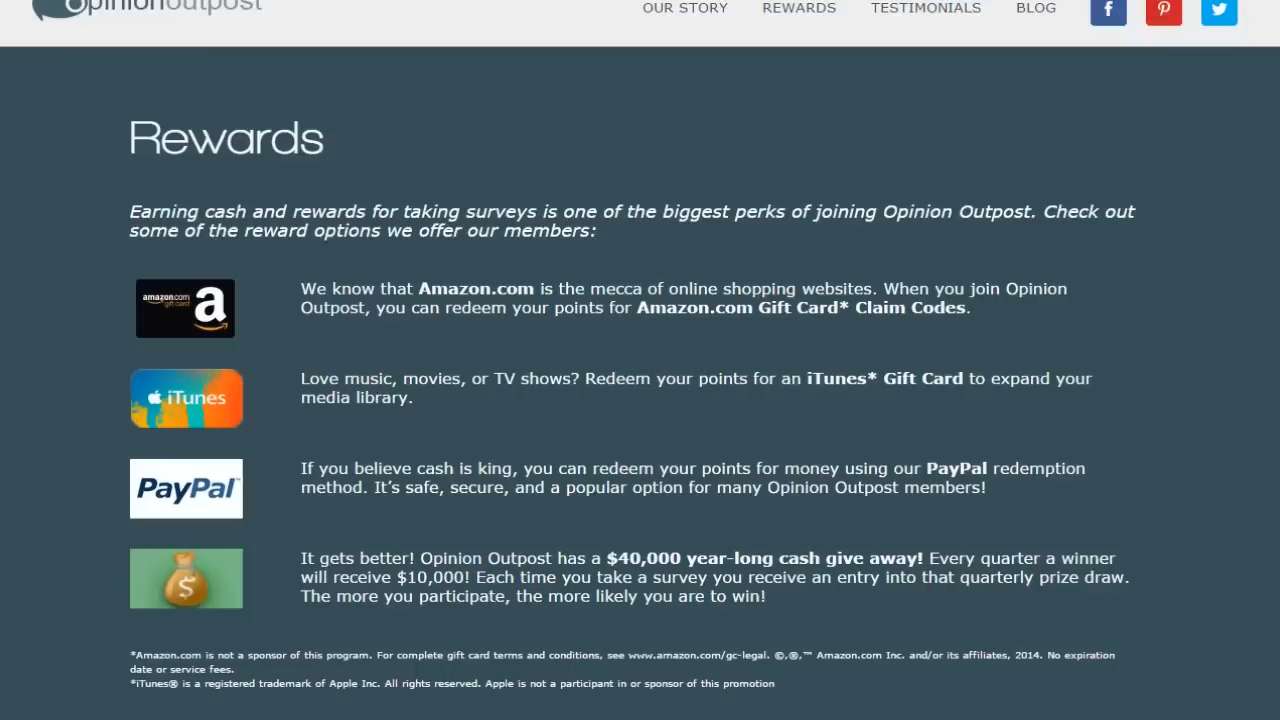 opinionoutpost
OUR STORY REWARDS TESTIMONIALS BLOG
Rewards
Earning cash and rewards for taking surveys is one of the biggest perks of joining Opinion Outpost. Check out
some of the reward options we offer our members:
amazon.com
gift card
We know that Amazon.com is the mecca of online shopping websites. When you join Opinion
Outpost, you can redeem your points for Amazon.com Gift Card* Claim Codes.
iTunes
Love music, movies, or TV shows? Redeem your points for an iTunes* Gift Card to expand your
media library.
PayPal™
If you believe cash is king, you can redeem your points for money using our PayPal redemption
method. It's safe, secure, and a popular option for many Opinion Outpost members!
$
It gets better! Opinion Outpost has a $40,000 year-long cash give away! Every quarter a winner
will receive $10,000! Each time you take a survey you receive an entry into that quarterly prize draw.
The more you participate, the more likely you are to win!
*Amazon.com is not a sponsor of this program. For complete gift card terms and conditions, see www.amazon.com/gc-legal. ©,®,™ Amazon.com Inc. and/or its affiliates, 2014. No expiration
date or service fees.
*iTunes® is a registered trademark of Apple Inc. All rights reserved. Apple is not a participant in or sponsor of this promotion